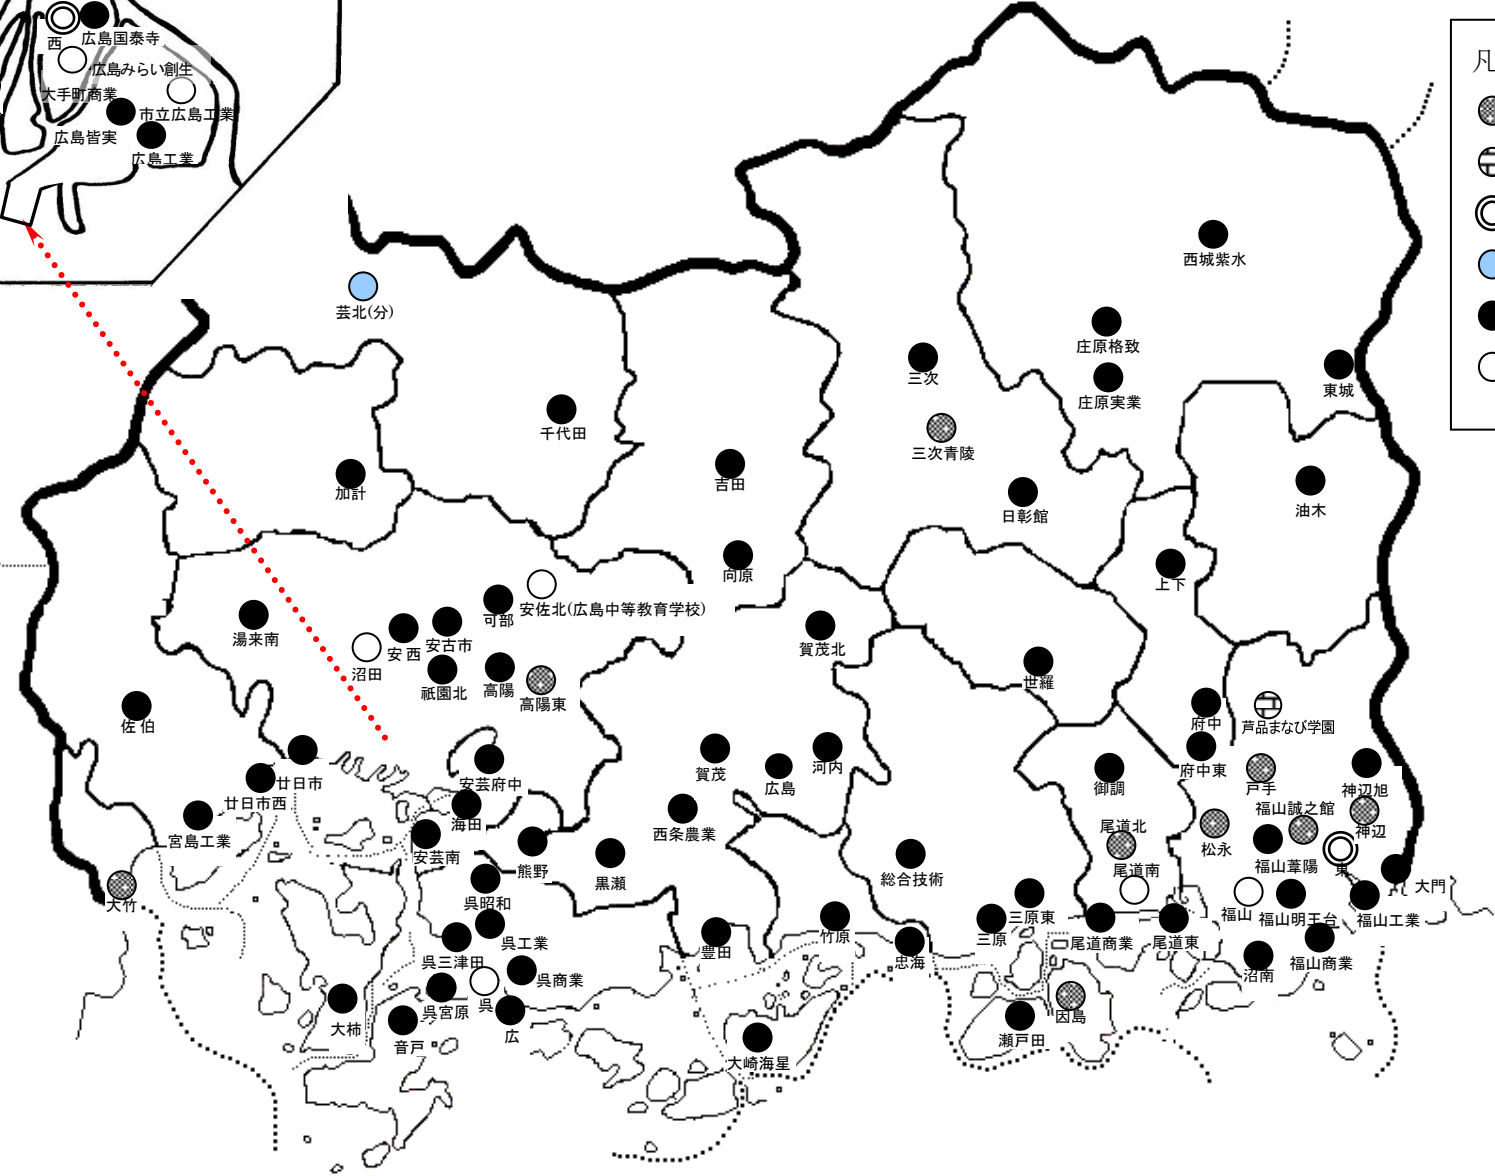 西
広島国泰寺
広島みらい創生
大手町商業
市立広島工業
広島皆実
広島工業
凡
芸北(分)
西城紫水
庄原格致
三次
東城
庄原実業
千代田
三次青陵
加計
吉田
日彰館
油木
向原
上下
安佐北(広島中等教育学校)
可部
湯来南
安古市
安西
賀茂北
沼田
祇園北
高陽
高陽東
世羅
佐伯
府中
芦品まなび学園
府中東
賀茂
河内
広島
廿日市
安芸府中
御調
戸手
神辺旭
廿日市西
福山誠之館
海田
西条農業
尾道北
神辺
宮島工業
松永
安芸南
福山葦陽
東
熊野
尾道南
黒瀬
総合技術
大門
大竹
呉昭和
三原東
福山
福山明王台
福山工業
三原
尾道商業
尾道東
竹原
呉工業
豊田
呉三津田
忠海
福山商業
沼南
呉商業
呉
呉宮原
因島
大柿
広
瀬戸田
音戸
大崎海星